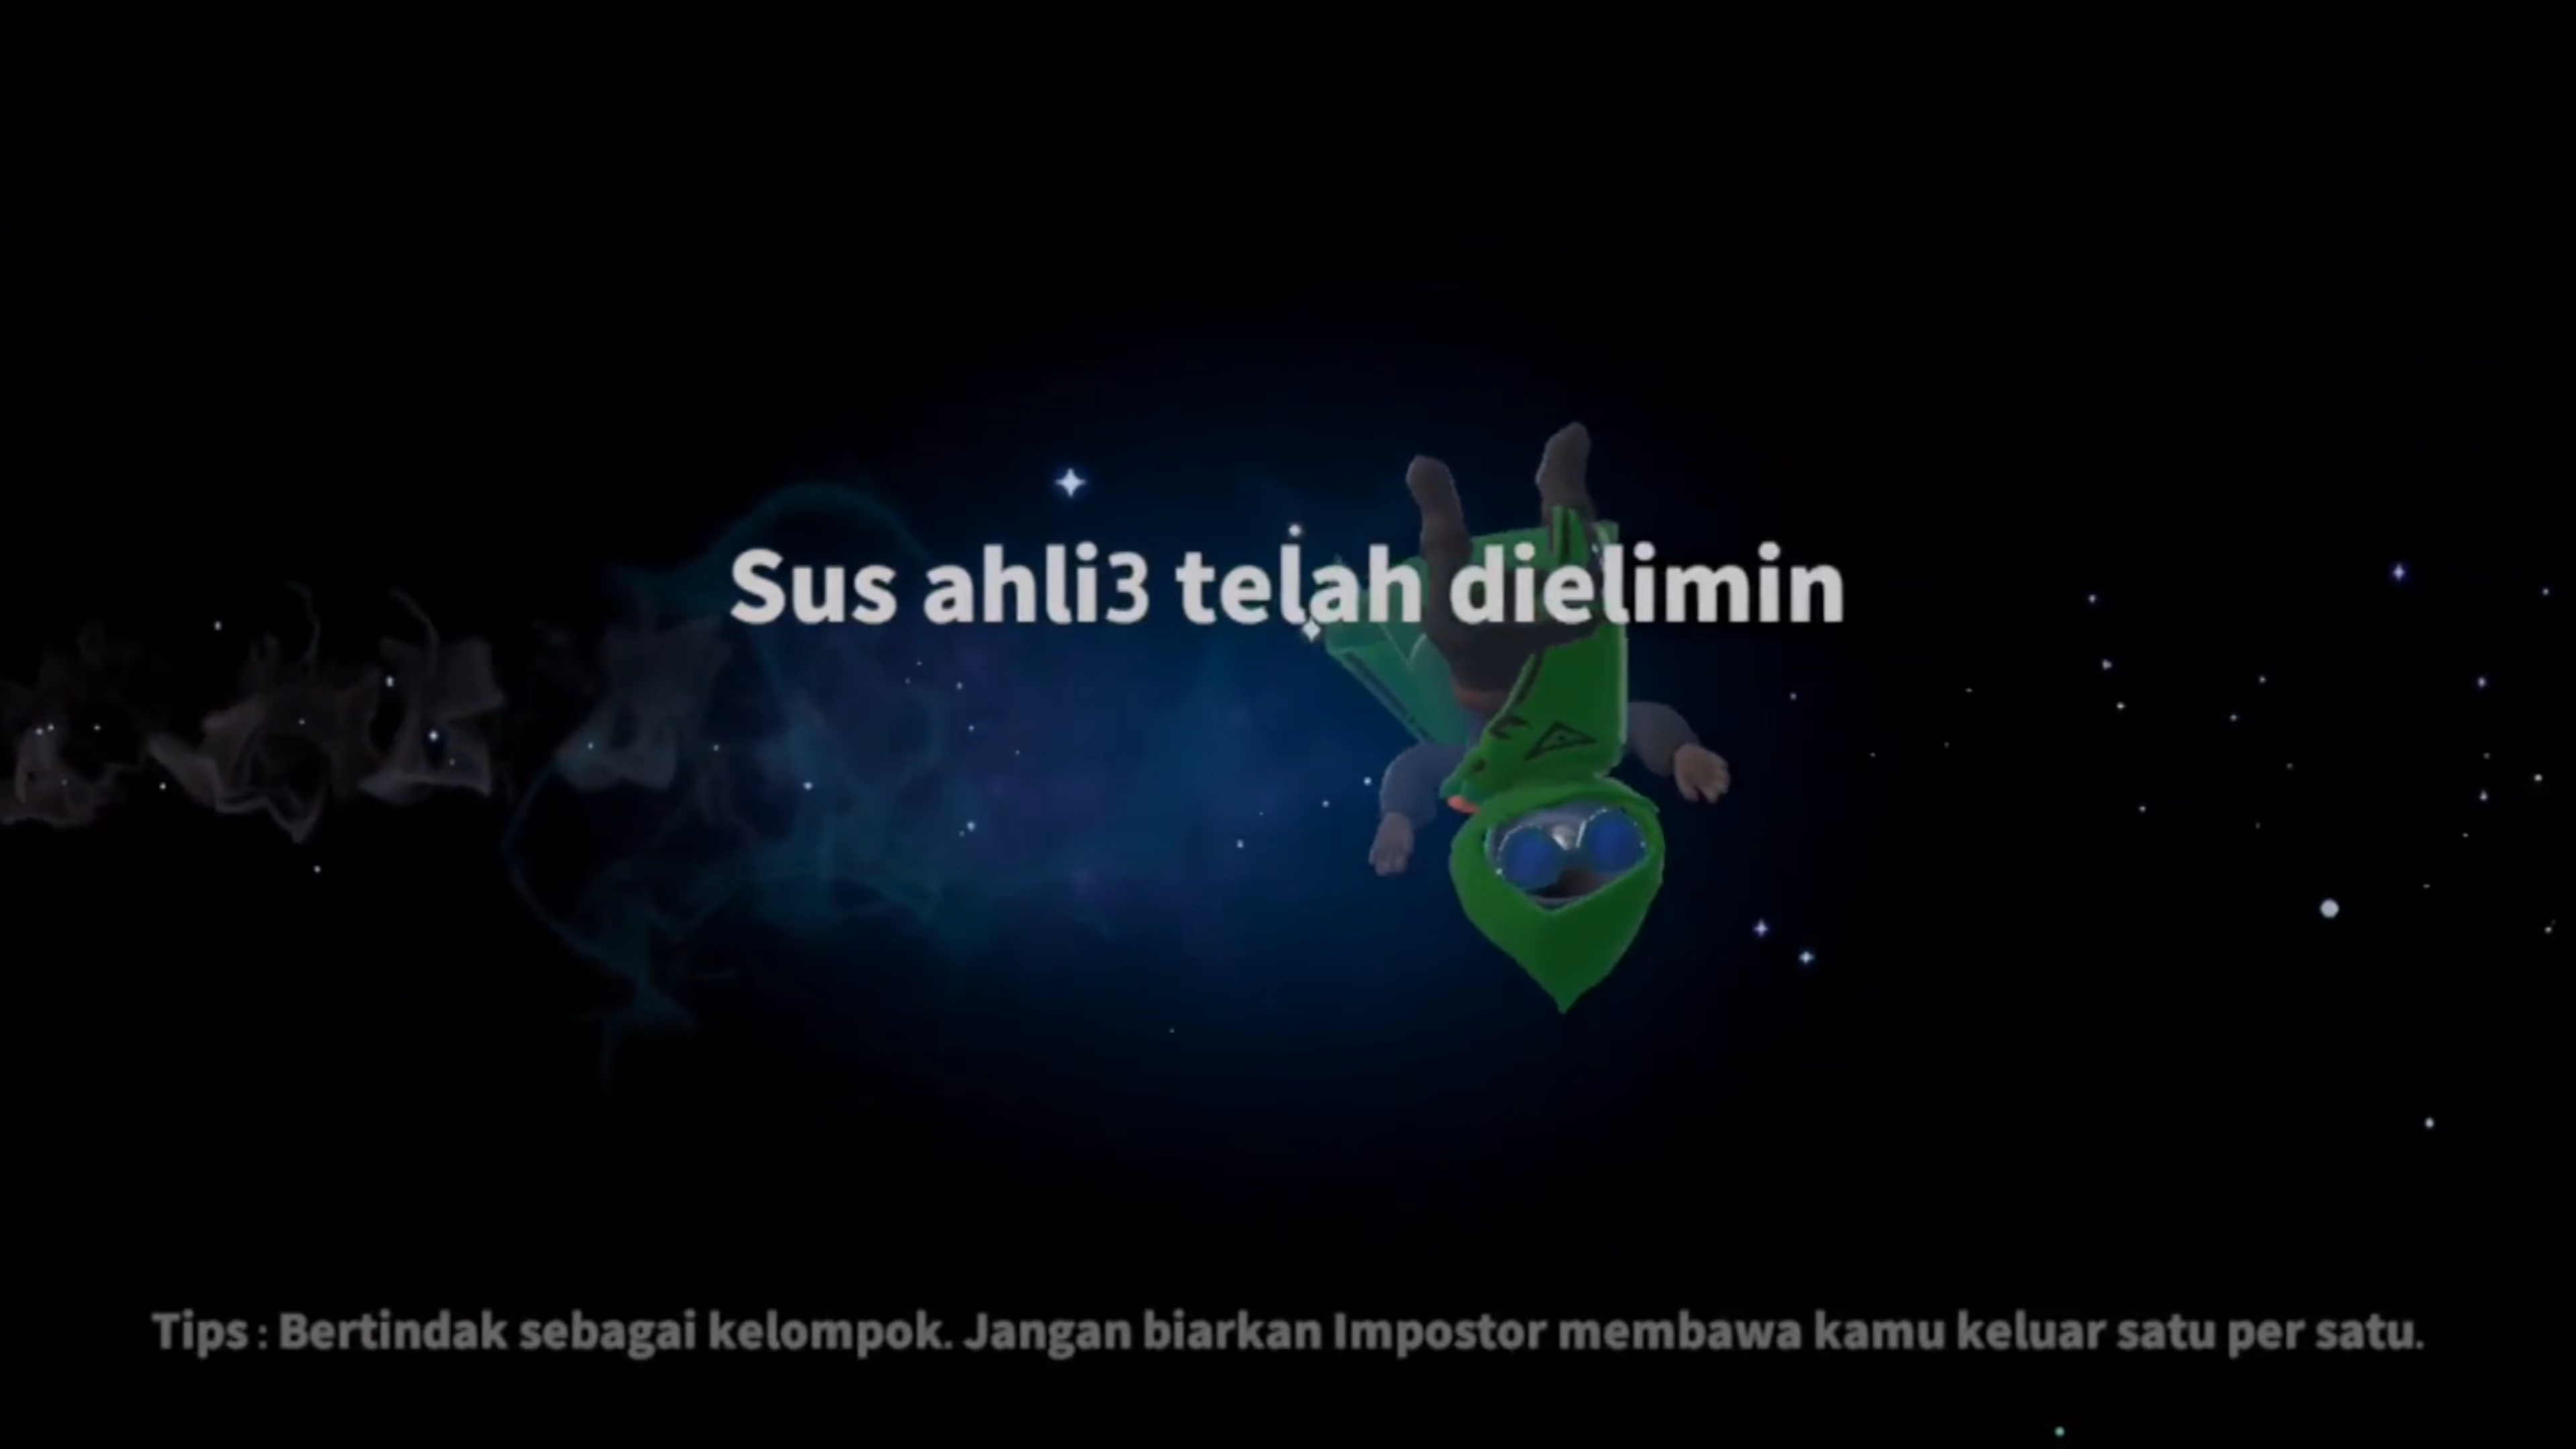 Sus ahli3 telah dielimin
Tips : Bertindak sebagai kelompok. Jangan biarkan Impostor membawa kamu keluar satu per satu.